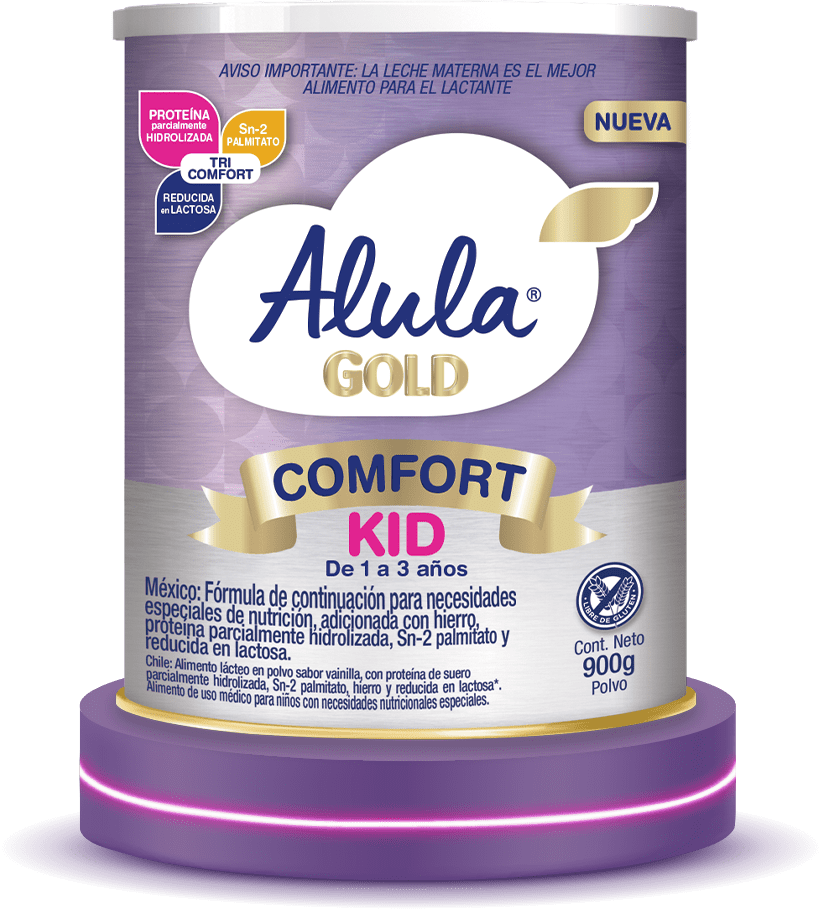 AVISO IMPORTANTE: LA LECHE MATERNA ES EL MEJOR
ALIMENTO PARA EL LACTANTE
PROTEÍNA
parcialmente
HIDROLIZADA
Sn-2
PALMITATO
TRI
COMFORT
REDUCIDA
en LACTOSA
NUEVA
Alula®
GOLD
COMFORT
KID
De 1 a 3 años
México: Fórmula de continuación para necesidades
especiales de nutrición, adicionada con hierro,
proteína parcialmente hidrolizada, Sn-2 palmitato y
reducida en lactosa.
Chile: Alimento lácteo en polvo sabor vainilla, con proteína de suero
parcialmente hidrolizada, Sn-2 palmitato, hierro y reducida en lactosa*.
Alimento de uso médico para niños con necesidades nutricionales especiales.
LIBRE DE GLUTEN
Cont. Neto
900g
Polvo